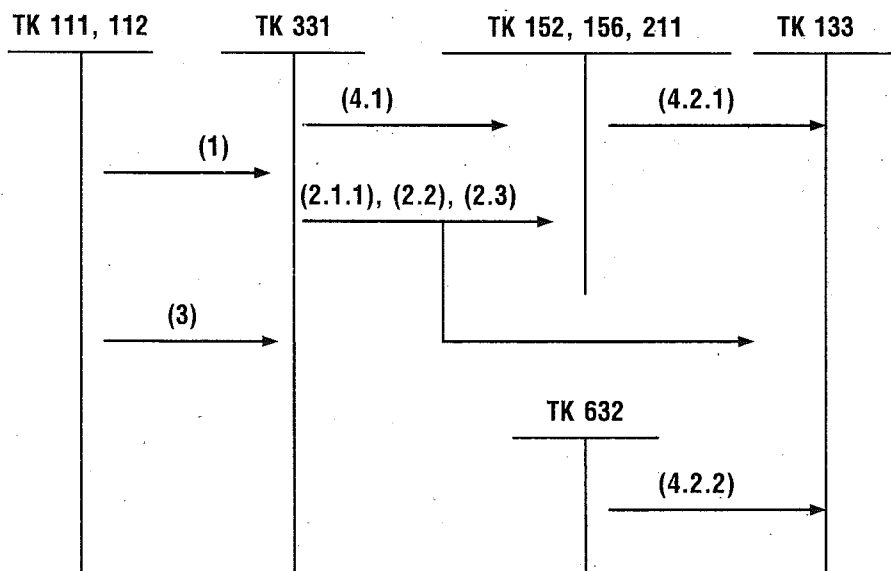 TK 111, 112 TK 331 TK 152, 156, 211 TK 133
(4.1) (4.2.1)
(1)
(2.1.1), (2.2), (2.3)
(3)
TK 632
(4.2.2)